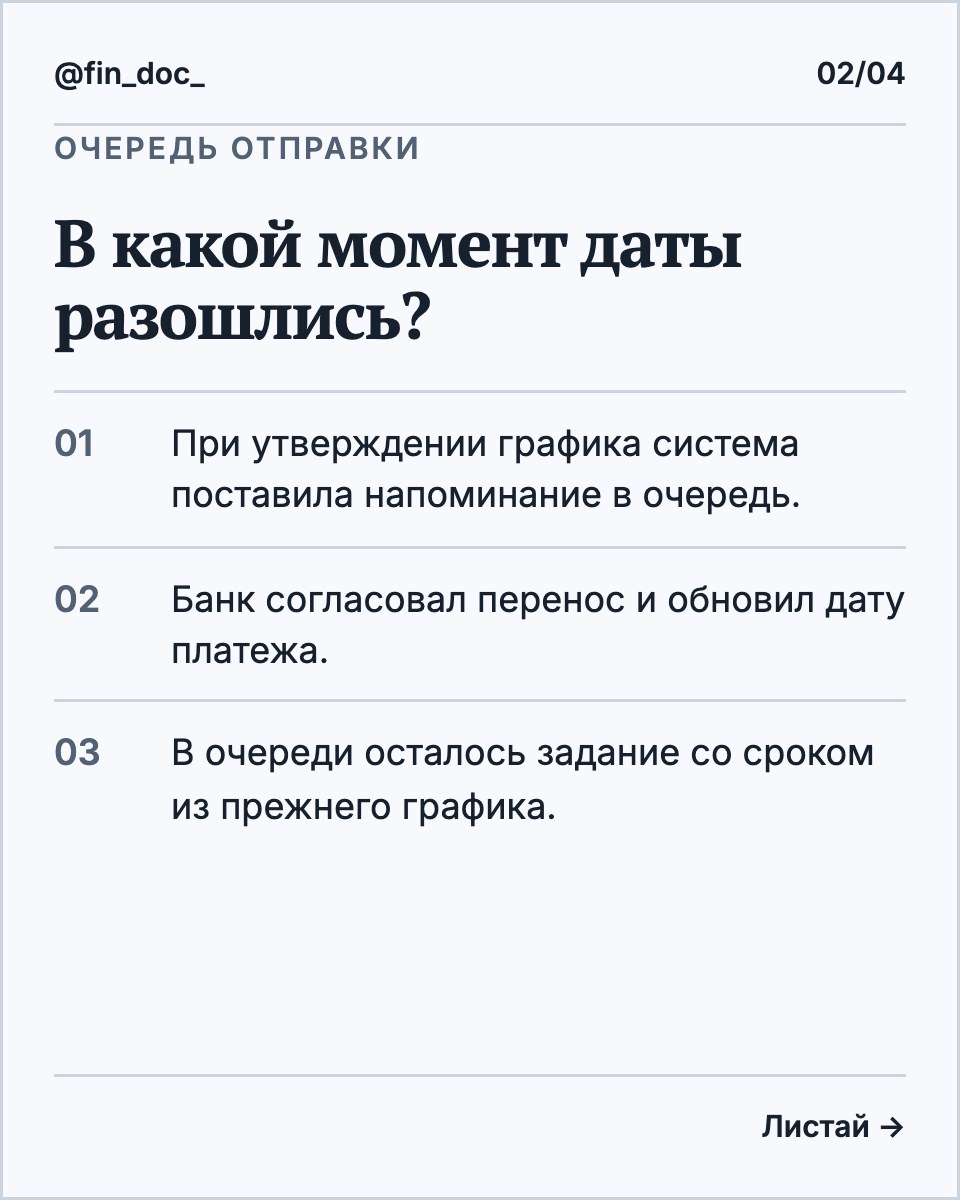 @fin_doc_ 02/04
ОЧЕРЕДЬ ОТПРАВКИ
В какой момент даты
разошлись?
01 При утверждении графика система
поставила напоминание в очередь.
02 Банк согласовал перенос и обновил дату
платежа.
03 В очереди осталось задание со сроком
из прежнего графика.
Листай →